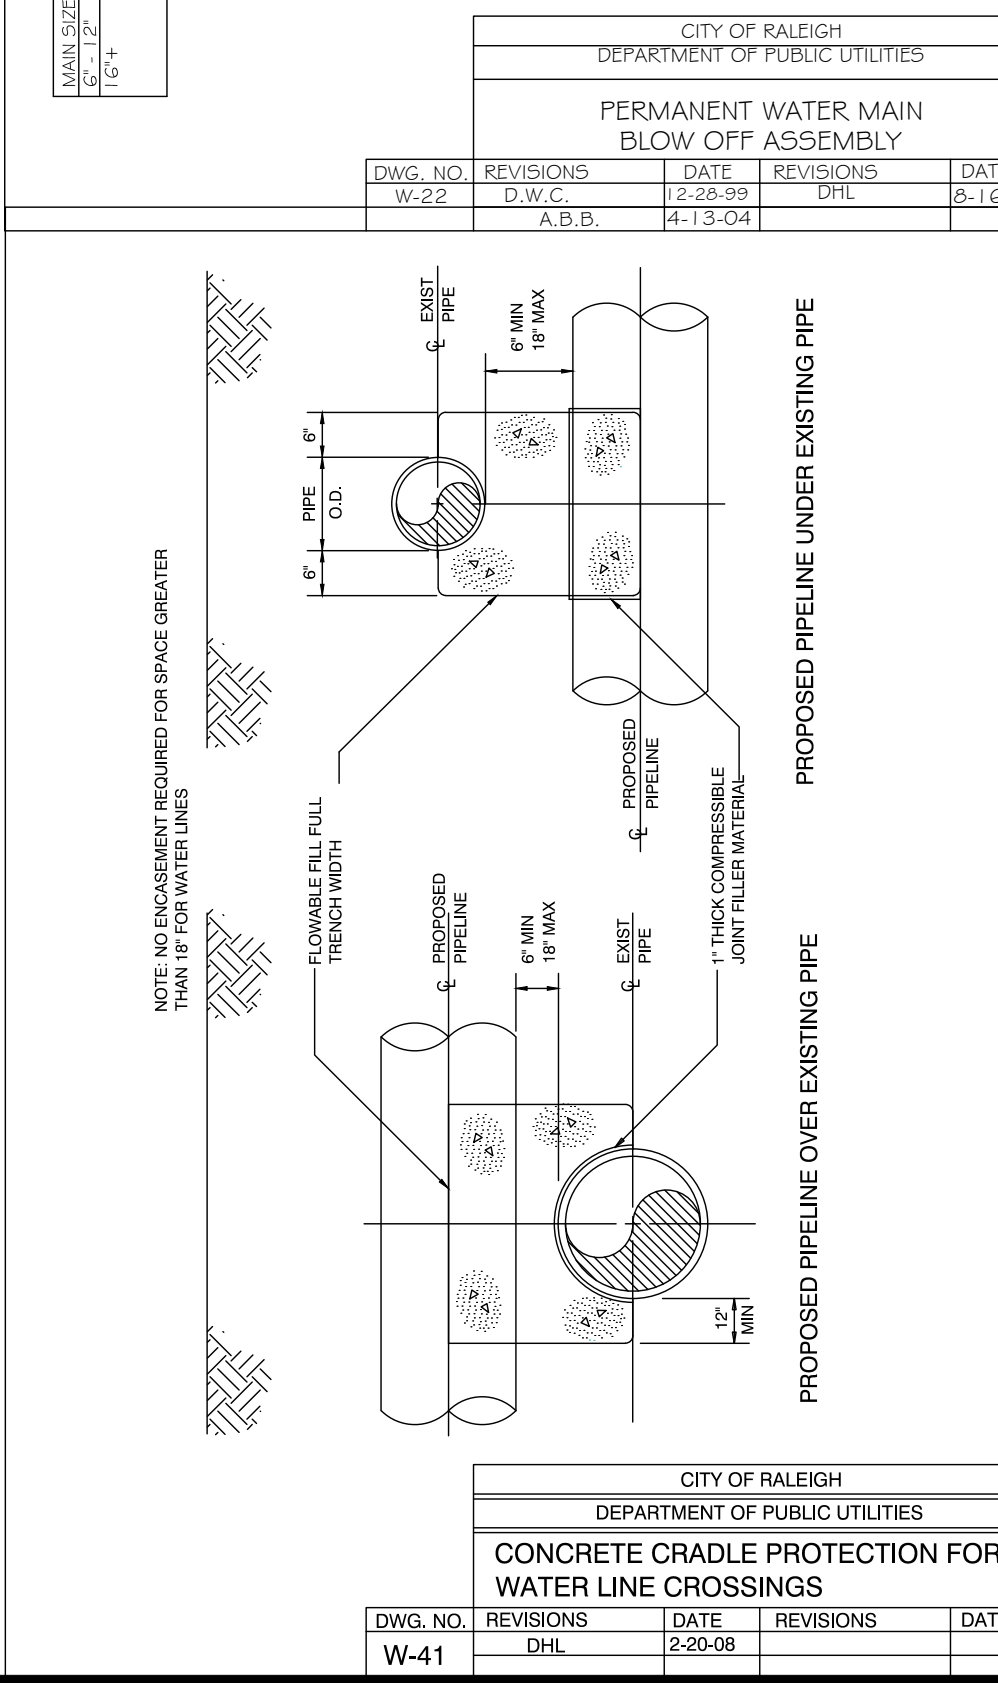 MAIN SIZE
6" - 12"
16"+
CITY OF RALEIGH
DEPARTMENT OF PUBLIC UTILITIES
PERMANENT WATER MAIN
BLOW OFF ASSEMBLY
DWG. NO. REVISIONS DATE REVISIONS DAT
W-22 D.W.C. 12-28-99 DHL 8-16
A.B.B. 4-13-04
NOTE: NO ENCASEMENT REQUIRED FOR SPACE GREATER
THAN 18" FOR WATER LINES
6"
PIPE
O.D.
6"
EXIST
PIPE
6" MIN
18" MAX
PROPOSED
PIPELINE
PROPOSED PIPELINE UNDER EXISTING PIPE
FLOWABLE FILL FULL
TRENCH WIDTH
1" THICK COMPRESSIBLE
JOINT FILLER MATERIAL
PROPOSED
PIPELINE
6" MIN
18" MAX
EXIST
PIPE
12"
MIN
PROPOSED PIPELINE OVER EXISTING PIPE
CITY OF RALEIGH
DEPARTMENT OF PUBLIC UTILITIES
CONCRETE CRADLE PROTECTION FOR
WATER LINE CROSSINGS
DWG. NO. REVISIONS DATE REVISIONS DAT
W-41 DHL 2-20-08